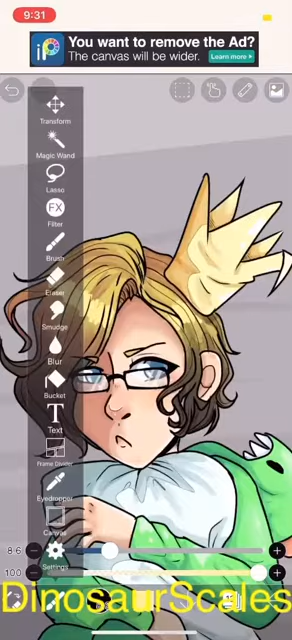 9:31
iP
You want to remove the Ad?
The canvas will be wider.
Learn more ▸
Transform
Magic Wand
Lasso
FX
Filter
Brush
Eraser
Smudge
Blur
Bucket
T
Text
Frame Divider
Eyedropper
Canvas
8.6
Settings
100
DinosaurScales